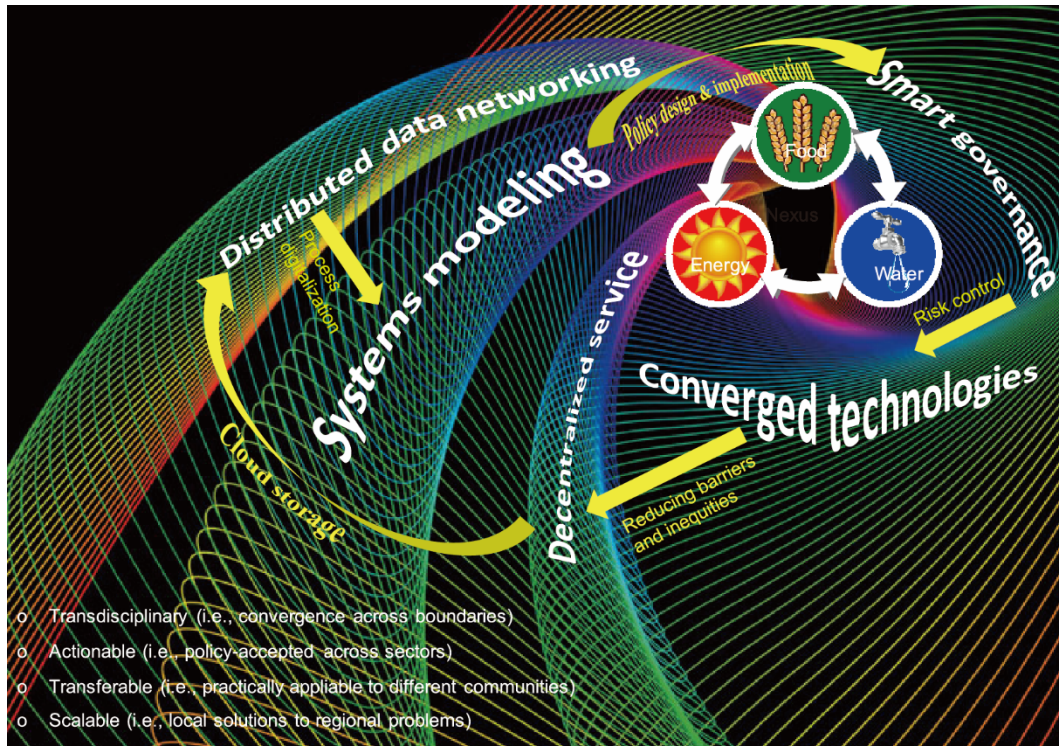 Distributed data networking
Policy design & implementation
Smart governance
Food
Nexus
Energy
Water
Process
digitalization
Systems modeling
Decentralized service
Risk control
Converged technologies
Cloud storage
Reducing barriers
and inequities
o Transdisciplinary (i.e., convergence across boundaries)
o Actionable (i.e., policy-accepted across sectors)
o Transferable (i.e., practically appliable to different communities)
o Scalable (i.e., local solutions to regional problems)